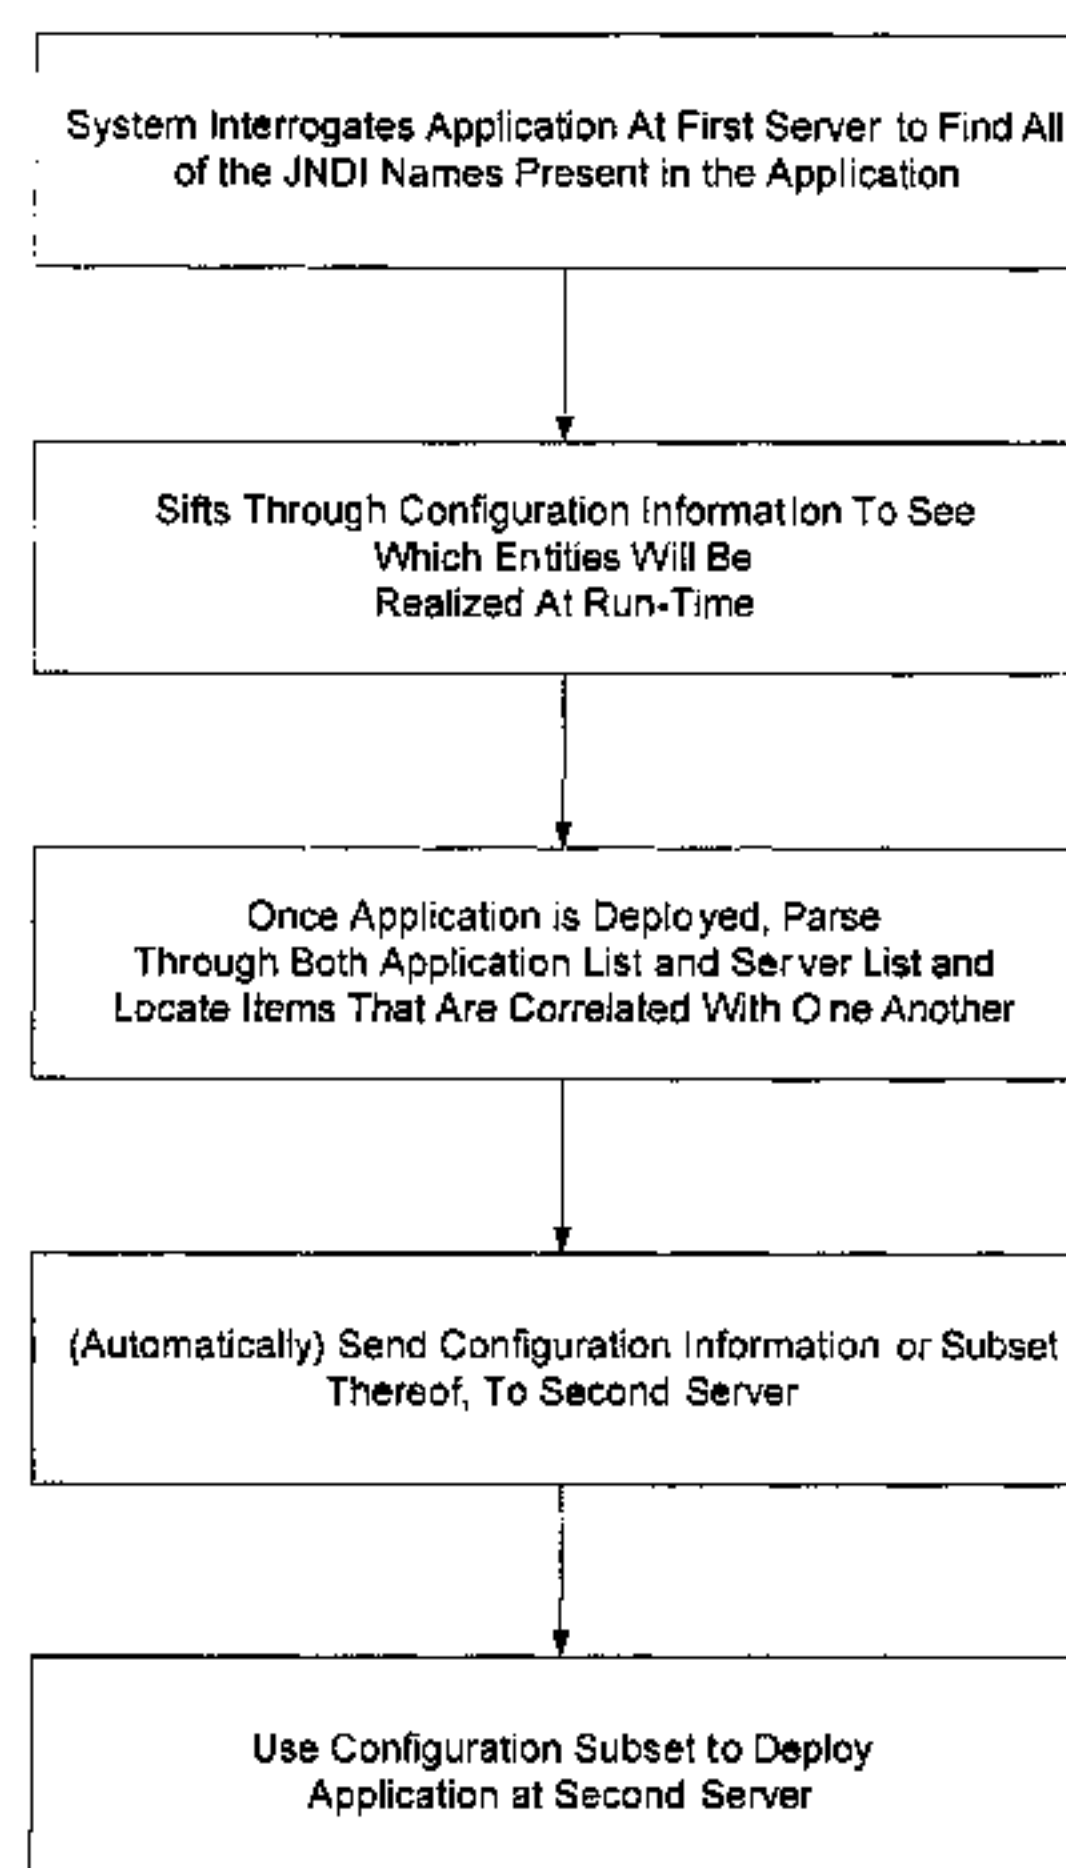 System Interrogates Application At First Server to Find All
of the JNDI Names Present in the Application
Sifts Through Configuration Information To See
Which Entities Will Be
Realized At Run-Time
Once Application is Deployed, Parse
Through Both Application List and Server List and
Locate Items That Are Correlated With One Another
(Automatically) Send Configuration Information or Subset
Thereof, To Second Server
Use Configuration Subset to Deploy
Application at Second Server